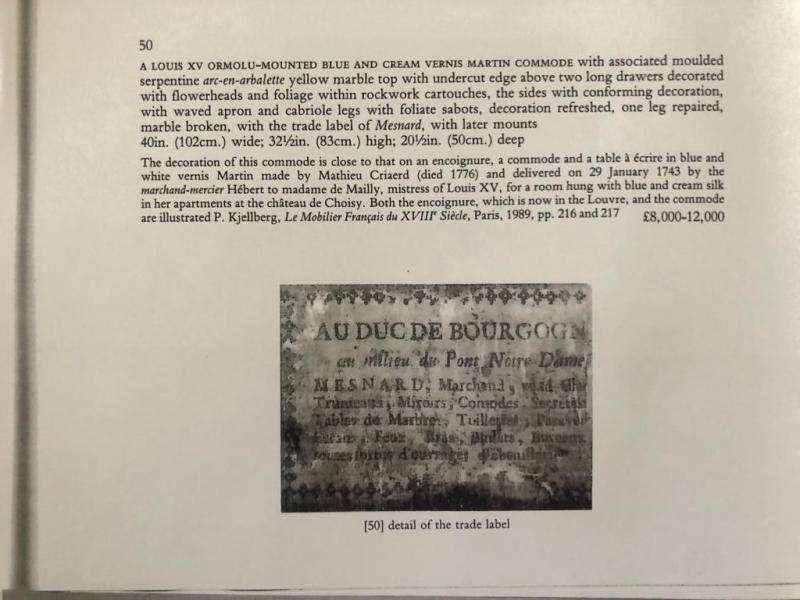 50
A LOUIS XV ORMOLU-MOUNTED BLUE AND CREAM VERNIS MARTIN COMMODE with associated moulded
serpentine arc-en-arbalette yellow marble top with undercut edge above two long drawers decorated
with flowerheads and foliage within rockwork cartouches, the sides with conforming decoration,
with waved apron and cabriole legs with foliate sabots, decoration refreshed, one leg repaired,
marble broken, with the trade label of Mesnard, with later mounts
40in. (102cm.) wide; 32½in. (83cm.) high; 20½in. (50cm.) deep
The decoration of this commode is close to that on an encoignure, a commode and a table à écrire in blue and
white vernis Martin made by Mathieu Criaerd (died 1776) and delivered on 29 January 1743 by the
marchand-mercier Hébert to madame de Mailly, mistress of Louis XV, for a room hung with blue and cream silk
in her apartments at the château de Choisy. Both the encoignure, which is now in the Louvre, and the commode
are illustrated P. Kjellberg, Le Mobilier Français du XVIIIe Siècle, Paris, 1989, pp. 216 and 217 £8,000-12,000
AU DUC DE BOURGOGN
au milieu du Pont Notre-Dame,
MESNARD, Marchand, vend
Trumeaux, Miroirs, Comodes,
Tables de Marbre,
Feux, Bras,
d'ouvrages
[50] detail of the trade label